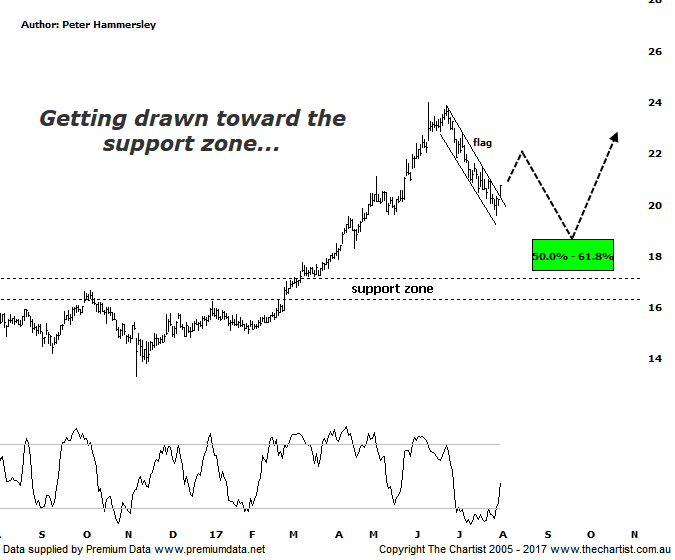 28
Author: Peter Hammersley
26
Getting drawn toward the
support zone...
24
flag
22
20
18
50.0% - 61.8%
support zone
16
14
A S O N D 17 F M A M J J A S O N
Data supplied by Premium Data www.premiumdata.net
Copyright The Chartist 2005 - 2017 www.thechartist.com.au